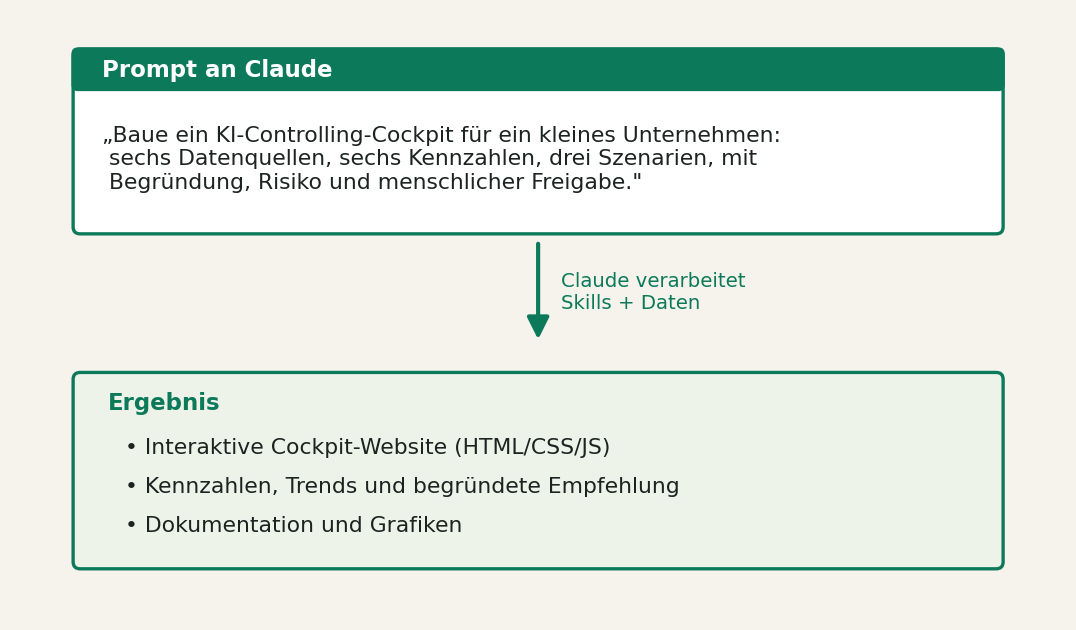 Prompt an Claude
„Baue ein KI-Controlling-Cockpit für ein kleines Unternehmen:
sechs Datenquellen, sechs Kennzahlen, drei Szenarien, mit
Begründung, Risiko und menschlicher Freigabe."
Claude verarbeitet
Skills + Daten
Ergebnis
• Interaktive Cockpit-Website (HTML/CSS/JS)
• Kennzahlen, Trends und begründete Empfehlung
• Dokumentation und Grafiken